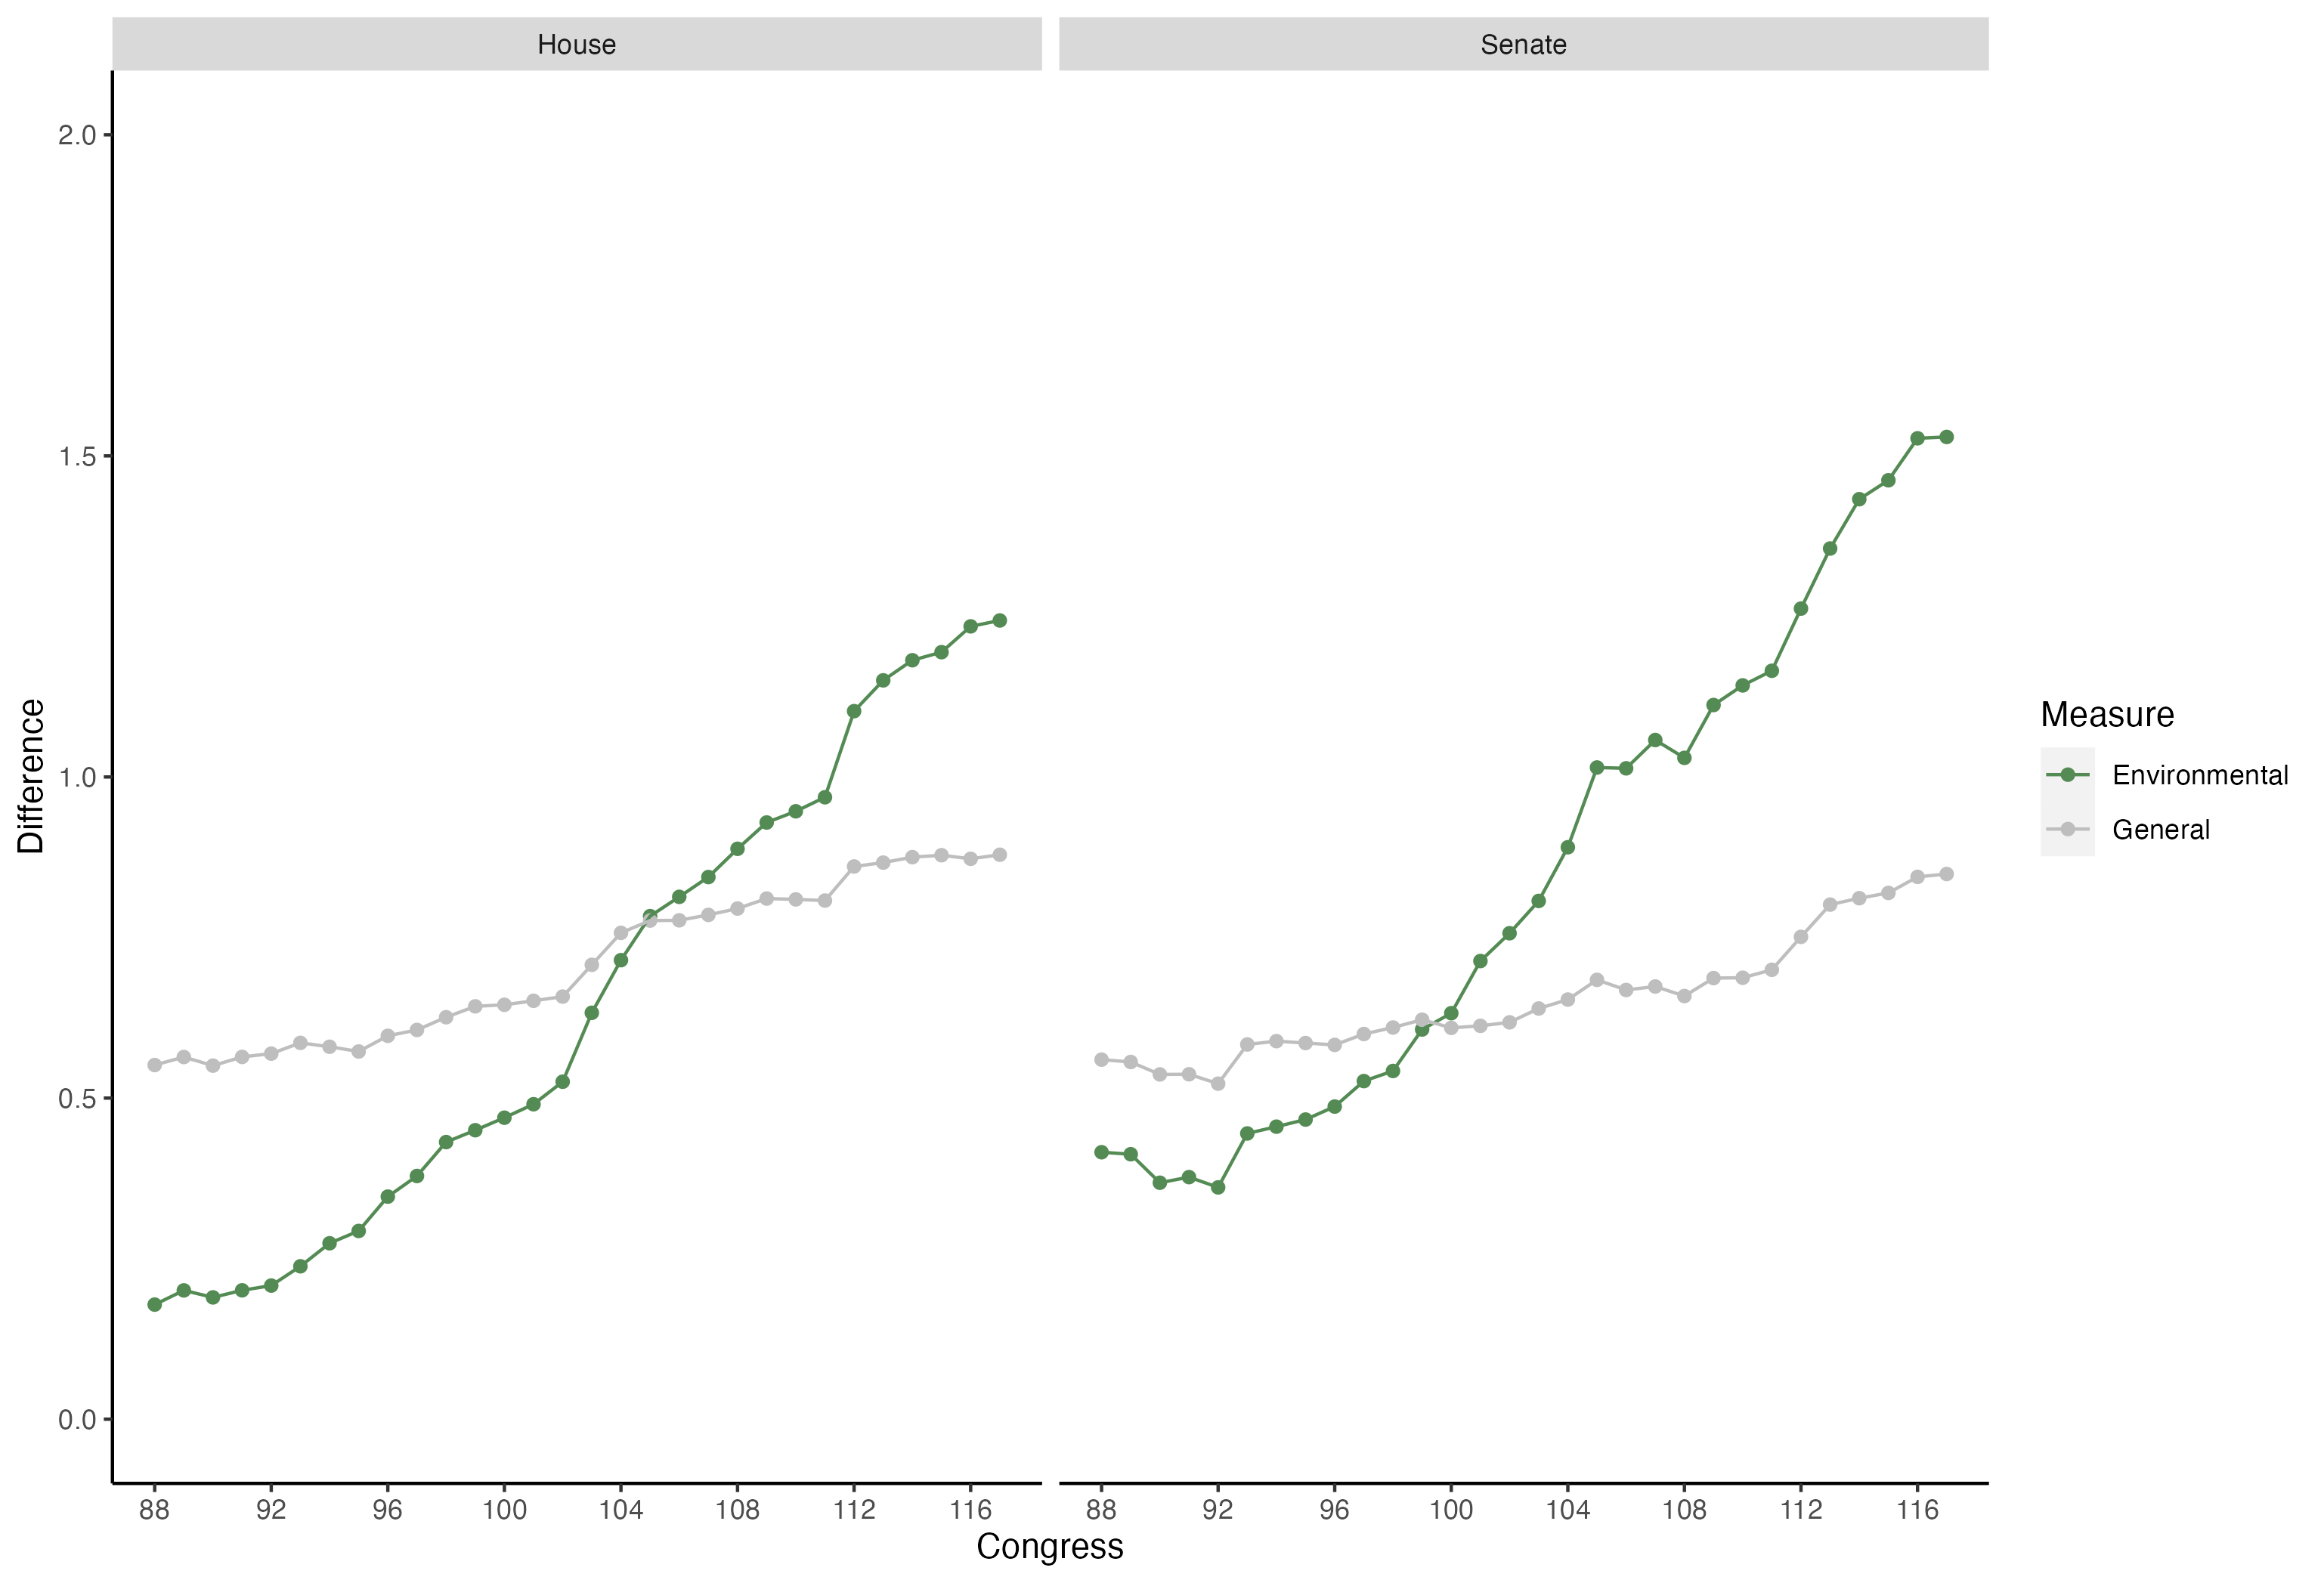 House
Senate
2.0
1.5
1.0
0.5
0.0
Difference
88 92 96 100 104 108 112 116
88 92 96 100 104 108 112 116
Congress
Measure
Environmental
General